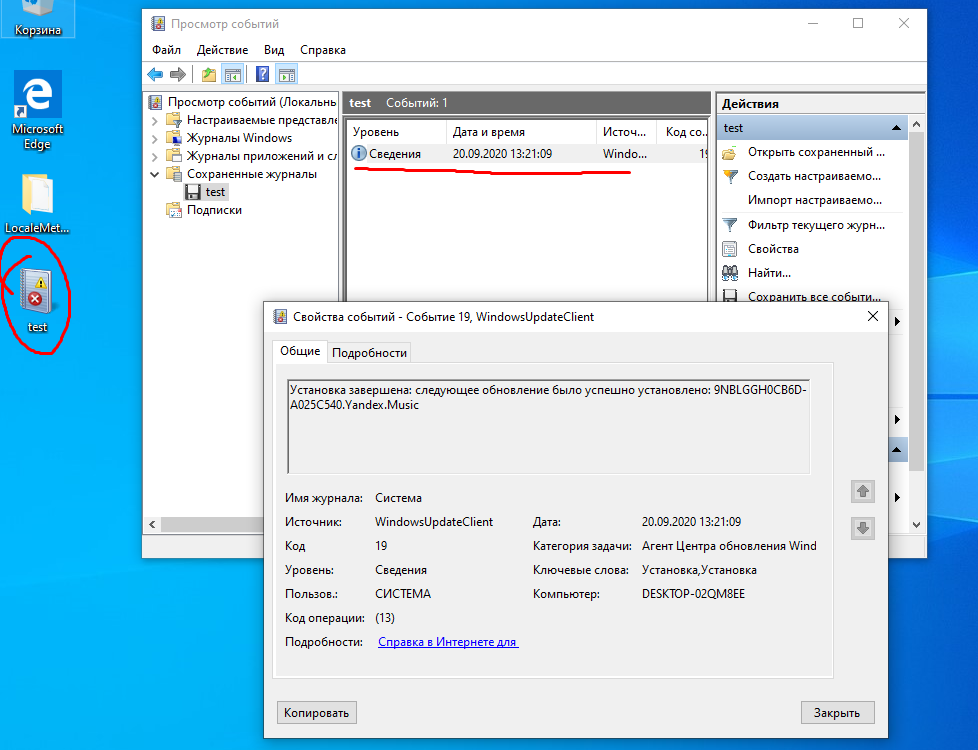 Корзина
Microsoft
Edge
LocaleMet...
test
Просмотр событий
Файл Действие Вид Справка
Просмотр событий (Локальн
Настраиваемые представле
Журналы Windows
Журналы приложений и сл
Сохраненные журналы
test
Подписки
test Событий: 1
Уровень Дата и время Источ... Код со...
Сведения 20.09.2020 13:21:09 Windo... 19
Действия
test
Открыть сохраненный ...
Создать настраиваемо...
Импорт настраиваемо...
Фильтр текущего журн...
Свойства
Найти...
Сохранить все событи...
Свойства событий - Событие 19, WindowsUpdateClient
Общие Подробности
Установка завершена: следующее обновление было успешно установлено: 9NBLGGH0CB6D-
A025C540.Yandex.Music
Имя журнала: Система
Источник: WindowsUpdateClient Дата: 20.09.2020 13:21:09
Код 19 Категория задачи: Агент Центра обновления Wind
Уровень: Сведения Ключевые слова: Установка,Установка
Пользов.: СИСТЕМА Компьютер: DESKTOP-02QM8EE
Код операции: (13)
Подробности: Справка в Интернете для
Копировать Закрыть